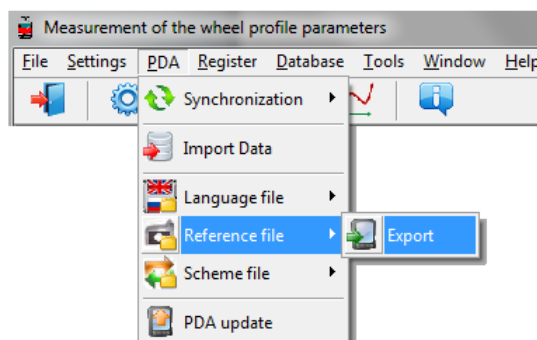 Measurement of the wheel profile parameters
File Settings PDA Register Database Tools Window Help
Synchronization
Import Data
Language file
Reference file Export
Scheme file
PDA update